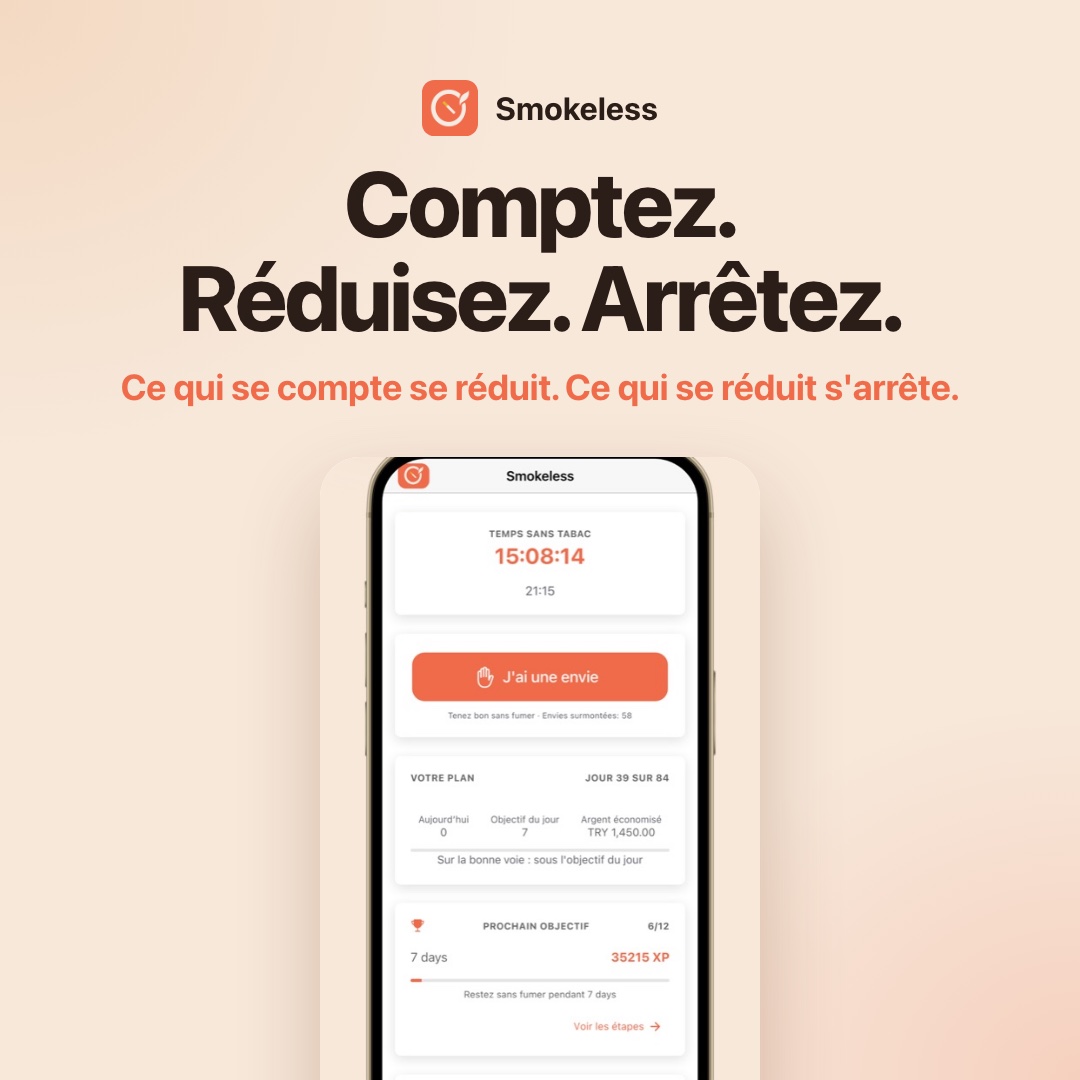 Smokeless
Comptez.
Réduisez. Arrêtez.
Ce qui se compte se réduit. Ce qui se réduit s'arrête.
Smokeless
TEMPS SANS TABAC
15:08:14
21:15
J'ai une envie
Tenez bon sans fumer · Envies surmontées: 58
VOTRE PLAN JOUR 39 SUR 84
Aujourd'hui Objectif du jour Argent économisé
0 7 TRY 1,450.00
Sur la bonne voie : sous l'objectif du jour
PROCHAIN OBJECTIF 6/12
7 days 35215 XP
Restez sans fumer pendant 7 days
Voir les étapes →